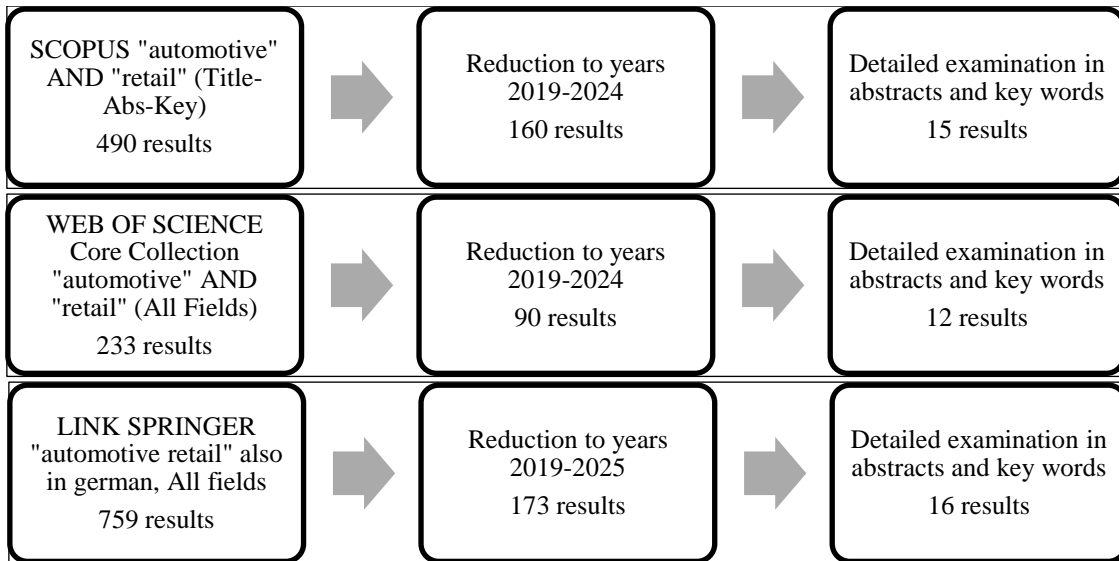 SCOPUS "automotive"
AND "retail" (Title-
Abs-Key)
490 results
Reduction to years
2019-2024
160 results
Detailed examination in
abstracts and key words
15 results
WEB OF SCIENCE
Core Collection
"automotive" AND
"retail" (All Fields)
233 results
Reduction to years
2019-2024
90 results
Detailed examination in
abstracts and key words
12 results
LINK SPRINGER
"automotive retail" also
in german, All fields
759 results
Reduction to years
2019-2025
173 results
Detailed examination in
abstracts and key words
16 results